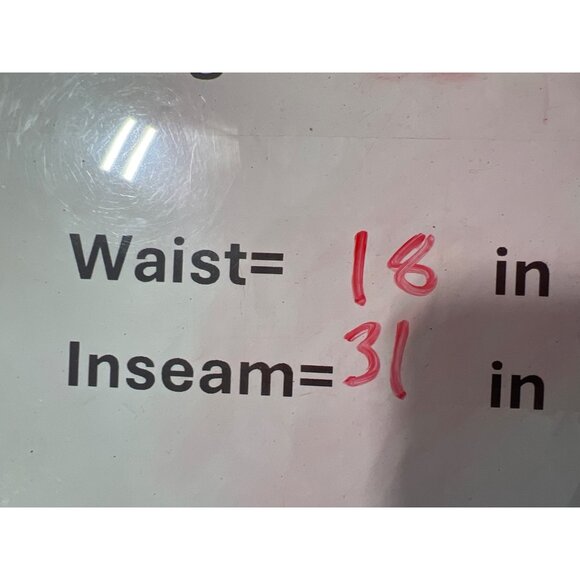 Waist= 18 in
Inseam= 31 in